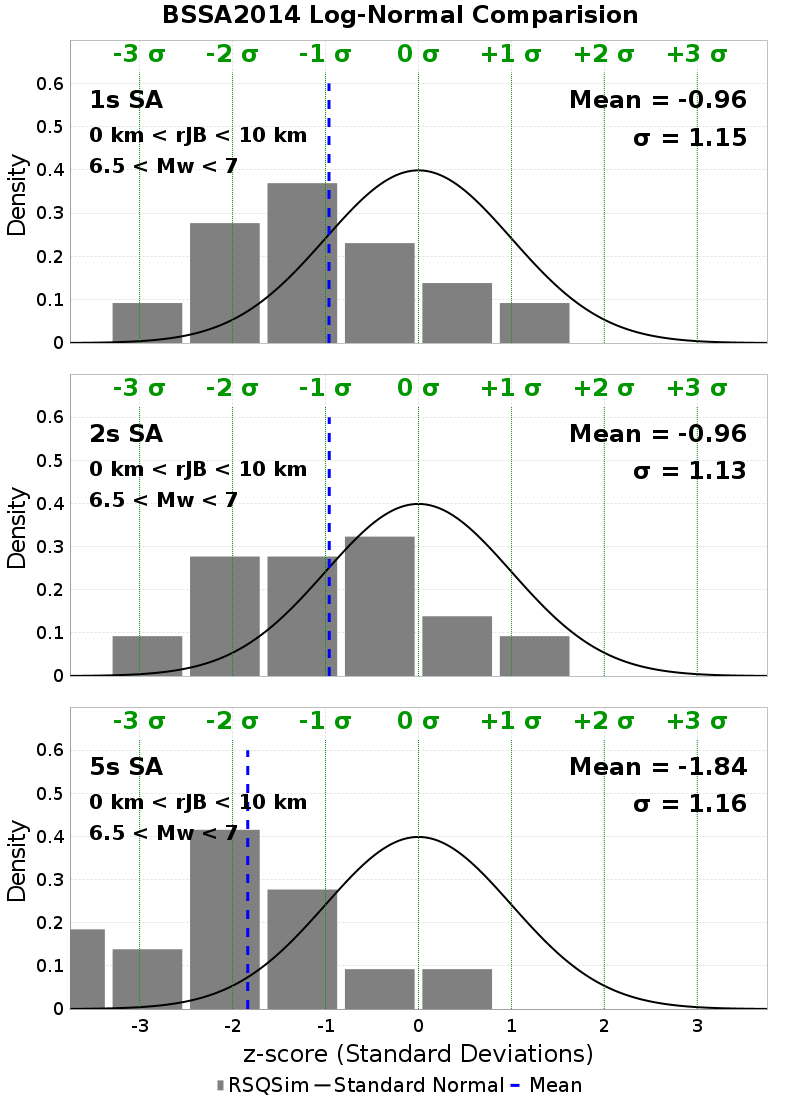 BSSA2014 Log-Normal Comparision
-3 σ -2 σ -1 σ 0 σ +1 σ +2 σ +3 σ
1s SA
0 km < rJB < 10 km
6.5 < Mw < 7
Mean = -0.96
σ = 1.15
Density
0.6
0.5
0.4
0.3
0.2
0.1
0
-3 σ -2 σ -1 σ 0 σ +1 σ +2 σ +3 σ
2s SA
0 km < rJB < 10 km
6.5 < Mw < 7
Mean = -0.96
σ = 1.13
Density
0.6
0.5
0.4
0.3
0.2
0.1
0
-3 σ -2 σ -1 σ 0 σ +1 σ +2 σ +3 σ
5s SA
0 km < rJB < 10 km
6.5 < Mw < 7
Mean = -1.84
σ = 1.16
Density
0.6
0.5
0.4
0.3
0.2
0.1
0
-3 -2 -1 0 1 2 3
z-score (Standard Deviations)
RSQSim Standard Normal Mean